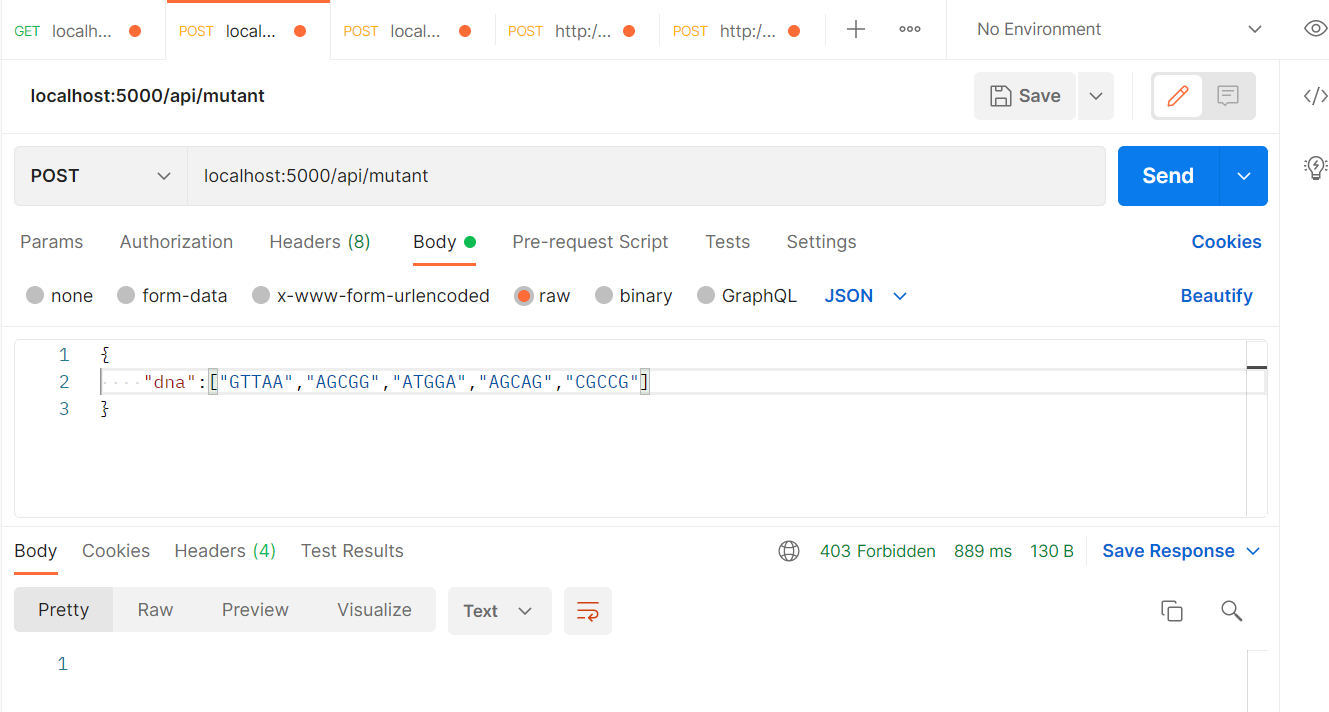 GET localh... POST local... POST local... POST http:/... POST http:/... No Environment
localhost:5000/api/mutant Save
POST localhost:5000/api/mutant Send
Params Authorization Headers (8) Body Pre-request Script Tests Settings Cookies
none form-data x-www-form-urlencoded raw binary GraphQL JSON Beautify
1 {
2 ····"dna":["GTTAA","AGCGG","ATGGA","AGCAG","CGCCG"]
3 }
Body Cookies Headers (4) Test Results 403 Forbidden 889 ms 130 B Save Response
Pretty Raw Preview Visualize Text
1